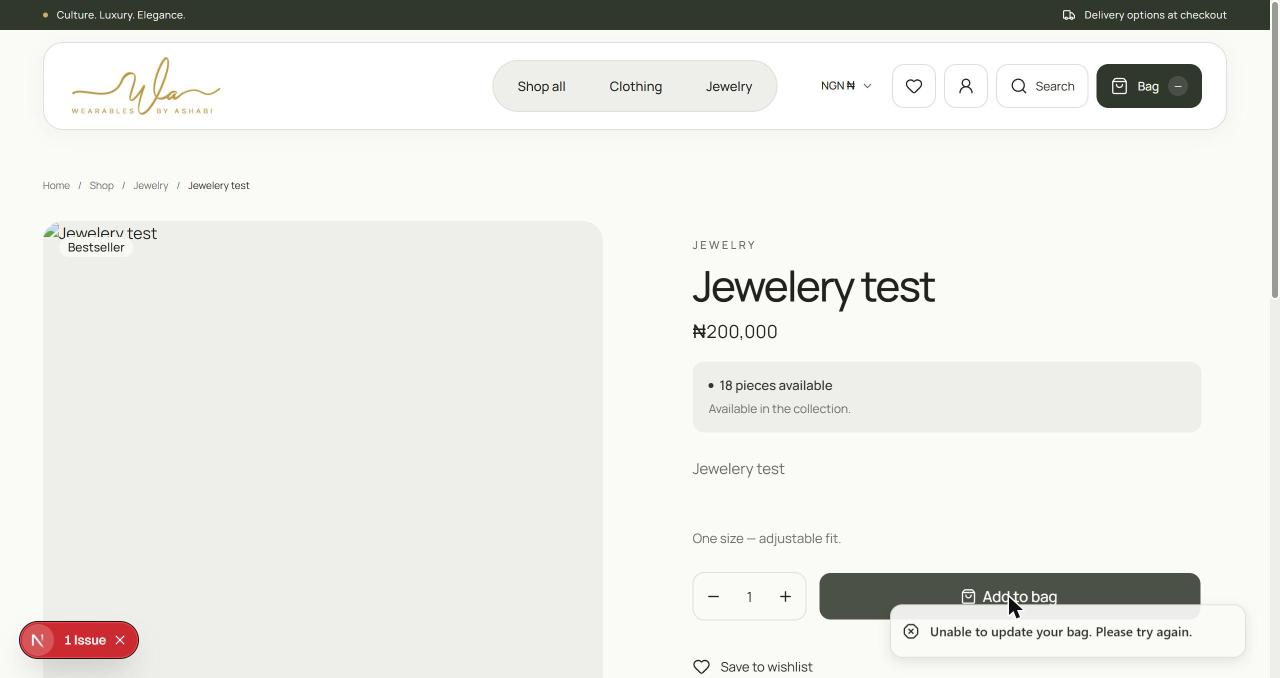 Culture. Luxury. Elegance.
Delivery options at checkout
Wla
WEARABLES BY ASHABI
Shop all
Clothing
Jewelry
NGN ₦
Search
Bag
–
Home / Shop / Jewelry / Jewelery test
Jewelery test
Bestseller
JEWELRY
Jewelery test
₦200,000
18 pieces available
Available in the collection.
Jewelery test
One size — adjustable fit.
1
Add to bag
Unable to update your bag. Please try again.
N
1 Issue
Save to wishlist